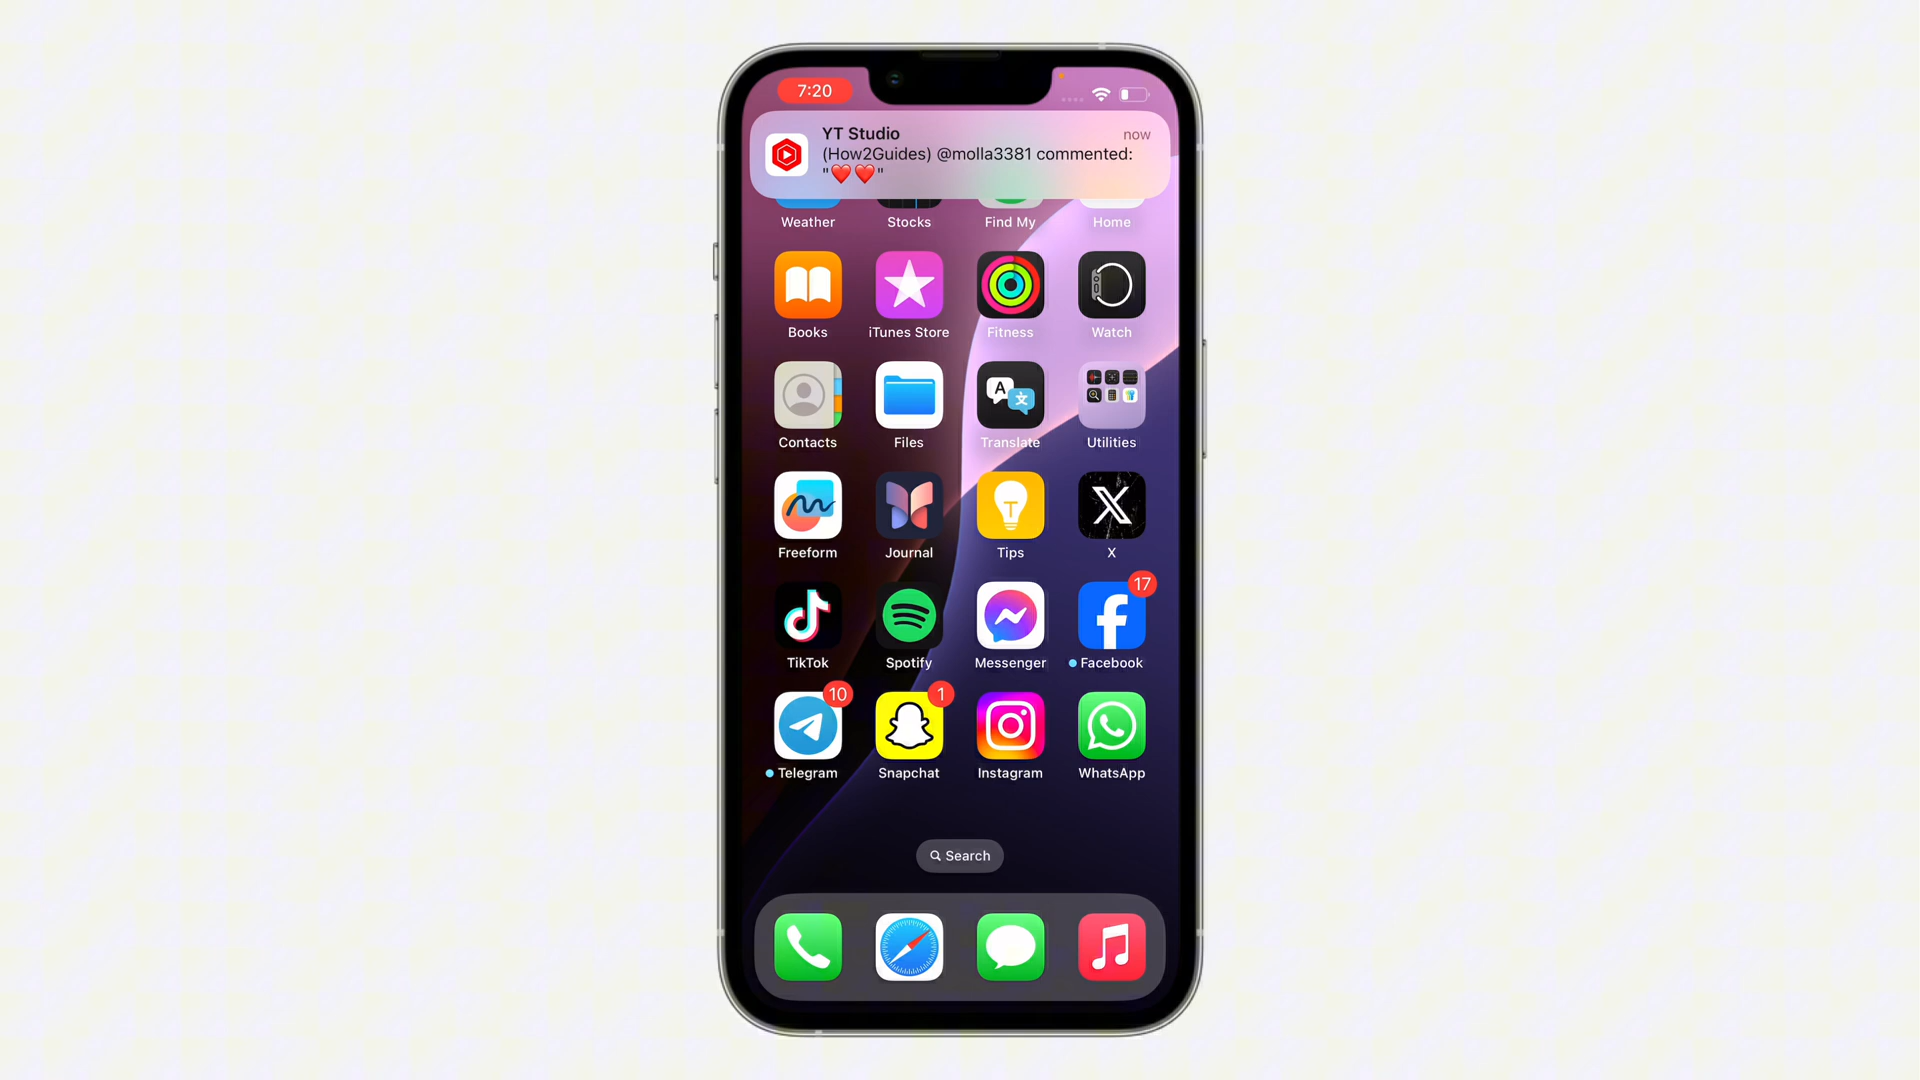 7:20
YT Studio
now
(How2Guides) @molla3381 commented:
"❤️❤️"
Weather
Stocks
Find My
Home
Books
iTunes Store
Fitness
Watch
A
文
Contacts
Files
Translate
Utilities
T
X
Freeform
Journal
Tips
X
17
TikTok
Spotify
Messenger
Facebook
10
1
Telegram
Snapchat
Instagram
WhatsApp
Search